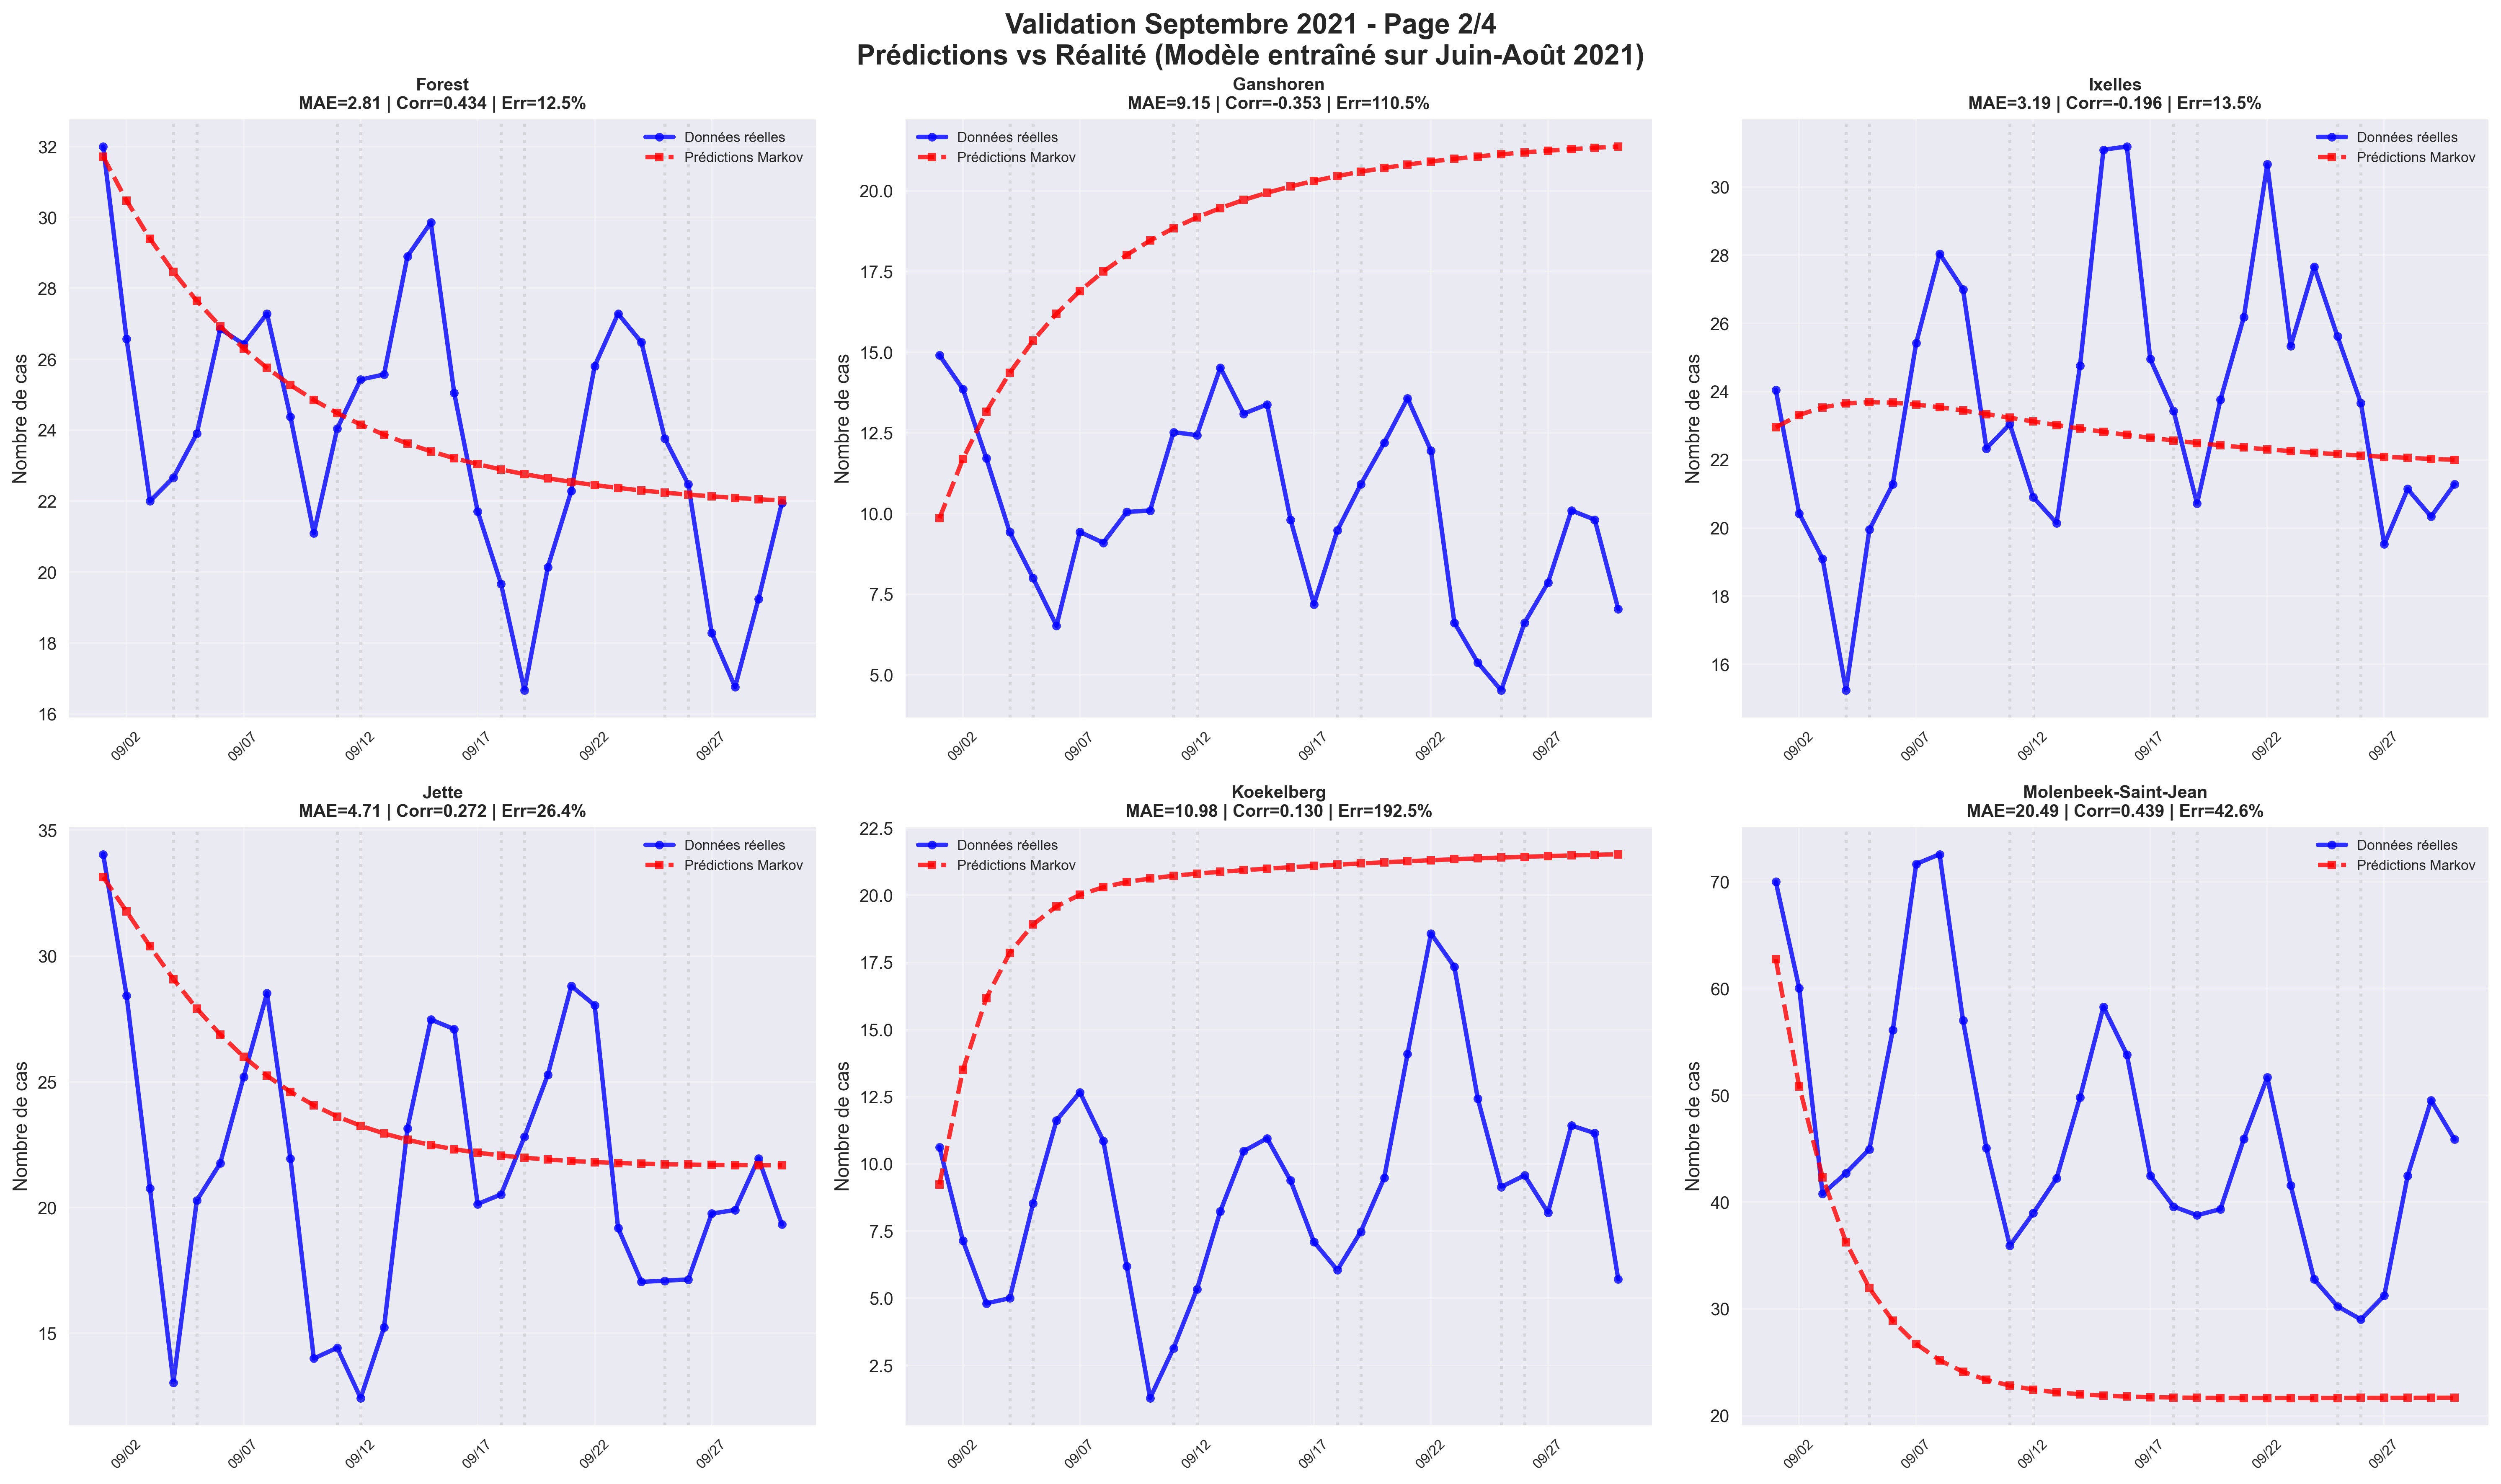 Validation Septembre 2021 - Page 2/4
Prédictions vs Réalité (Modèle entraîné sur Juin-Août 2021)
Forest
MAE=2.81 | Corr=0.434 | Err=12.5%
Données réelles
Prédictions Markov
Nombre de cas
32
30
28
26
24
22
20
18
16
09/02
09/07
09/12
09/17
09/22
09/27
Ganshoren
MAE=9.15 | Corr=-0.353 | Err=110.5%
Données réelles
Prédictions Markov
Nombre de cas
20.0
17.5
15.0
12.5
10.0
7.5
5.0
09/02
09/07
09/12
09/17
09/22
09/27
Ixelles
MAE=3.19 | Corr=-0.196 | Err=13.5%
Données réelles
Prédictions Markov
Nombre de cas
30
28
26
24
22
20
18
16
09/02
09/07
09/12
09/17
09/22
09/27
Jette
MAE=4.71 | Corr=0.272 | Err=26.4%
Données réelles
Prédictions Markov
Nombre de cas
35
30
25
20
15
09/02
09/07
09/12
09/17
09/22
09/27
Koekelberg
MAE=10.98 | Corr=0.130 | Err=192.5%
Données réelles
Prédictions Markov
Nombre de cas
22.5
20.0
17.5
15.0
12.5
10.0
7.5
5.0
2.5
09/02
09/07
09/12
09/17
09/22
09/27
Molenbeek-Saint-Jean
MAE=20.49 | Corr=0.439 | Err=42.6%
Données réelles
Prédictions Markov
Nombre de cas
70
60
50
40
30
20
09/02
09/07
09/12
09/17
09/22
09/27